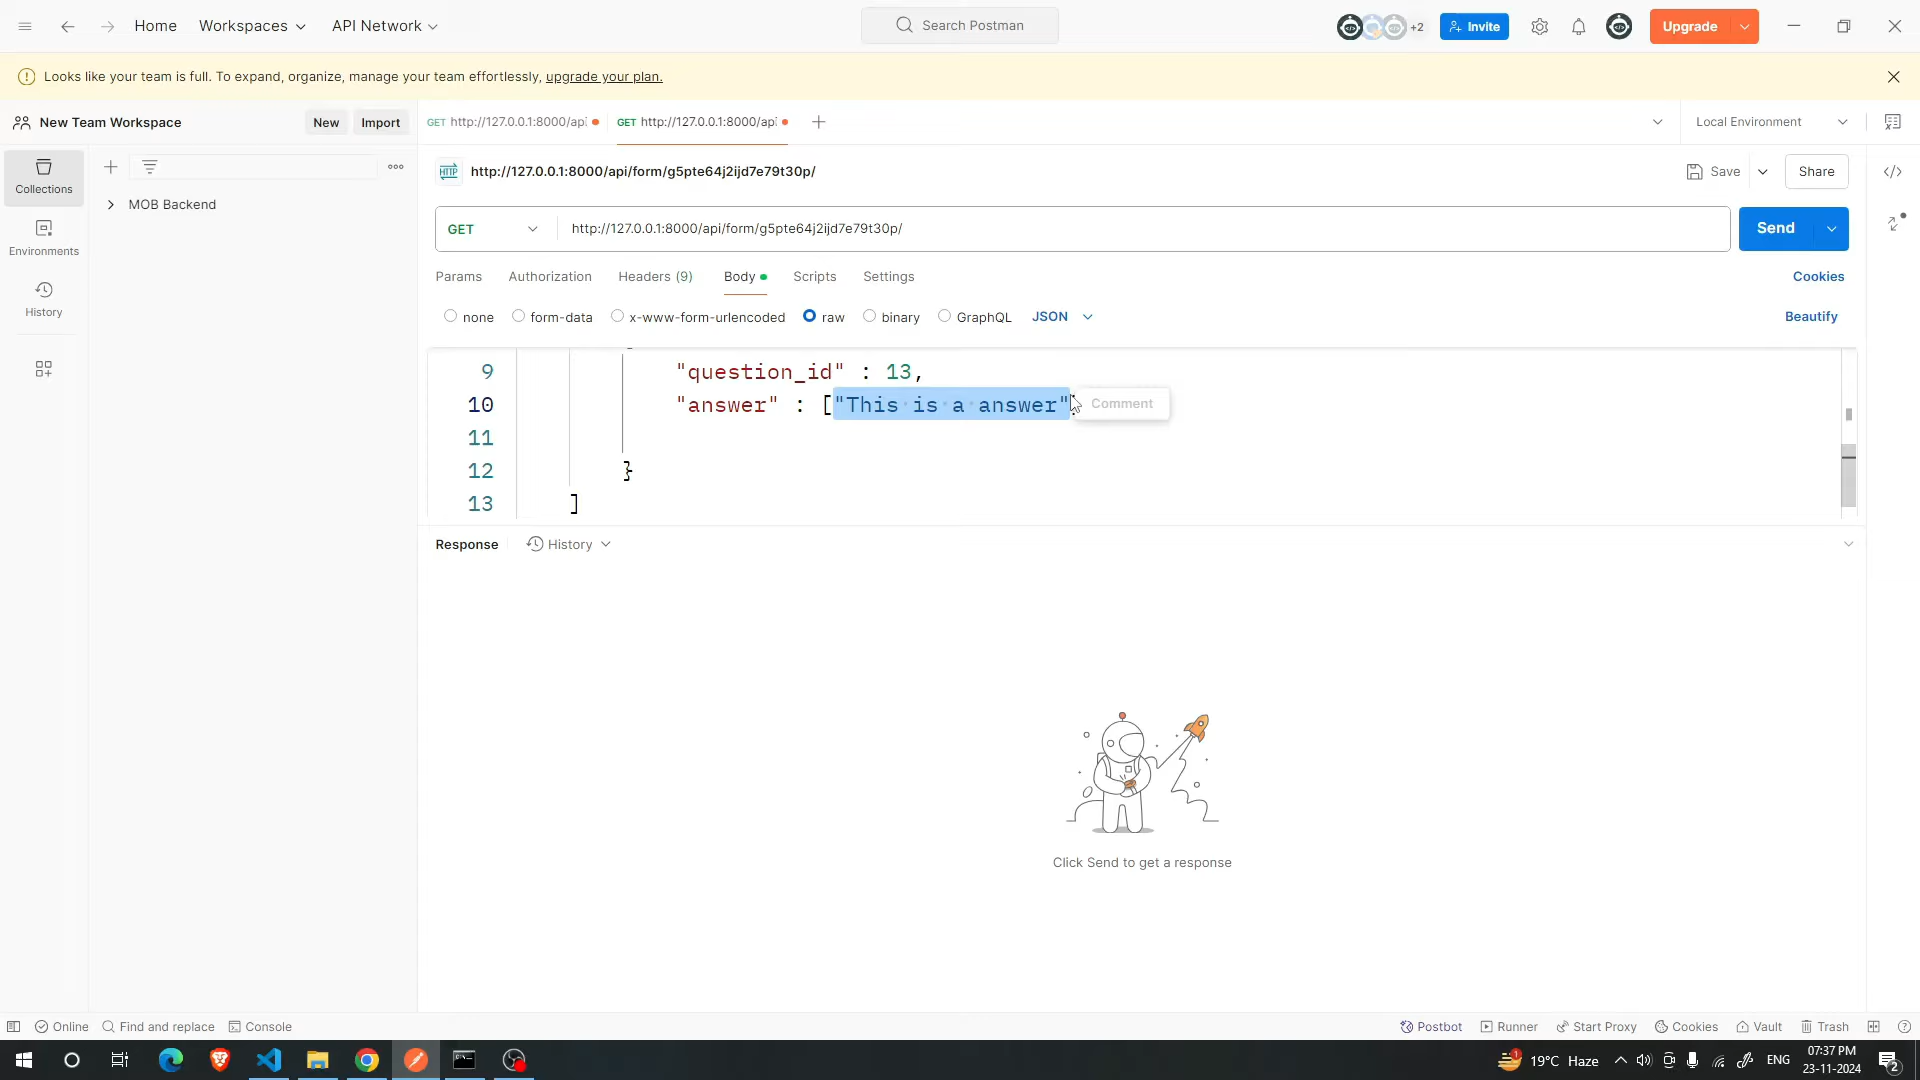 Home Workspaces API Network Search Postman +2 Invite Upgrade
Looks like your team is full. To expand, organize, manage your team effortlessly, upgrade your plan.
New Team Workspace New Import GET http://127.0.0.1:8000/api GET http://127.0.0.1:8000/api Local Environment
Collections
Environments
History
MOB Backend
HTTP http://127.0.0.1:8000/api/form/g5pte64j2ijd7e79t30p/ Save Share
GET http://127.0.0.1:8000/api/form/g5pte64j2ijd7e79t30p/ Send
Params Authorization Headers (9) Body Scripts Settings Cookies
none form-data x-www-form-urlencoded raw binary GraphQL JSON Beautify
9 "question_id" : 13,
10 "answer" : ["This is a answer" Comment
11
12 }
13 ]
Response History
Click Send to get a response
Online Find and replace Console Postbot Runner Start Proxy Cookies Vault Trash
1 19°C Haze ENG 07:37 PM 23-11-2024 2